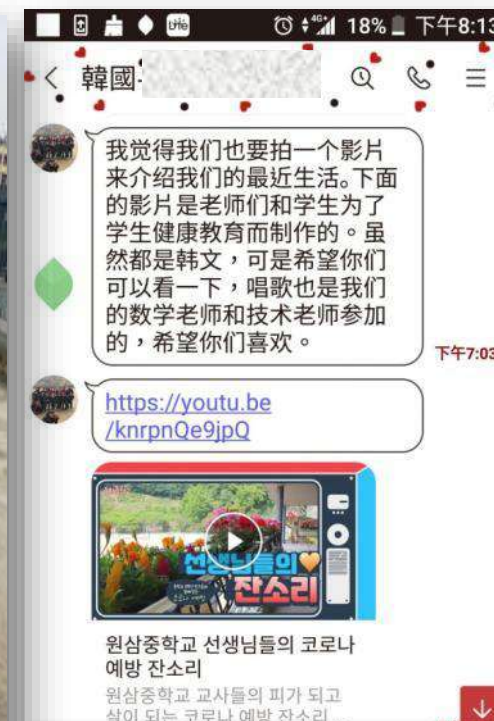 Life
4G
18%
下午8:13
韓國
我觉得我们也要拍一个影片
来介绍我们的最近生活。下面
的影片是老师们和学生为了
学生健康教育而制作的。虽
然都是韩文，可是希望你们
可以看一下，唱歌也是我们
的数学老师和技术老师参加
的，希望你们喜欢。
下午7:03
https://youtu.be
/knrpnQe9jpQ
선생님들의
잔소리
원삼중학교 선생님들의 코로나
예방 잔소리
원삼중학교 교사들의 피가 되고
살이 되는 코로나 예방 잔소리